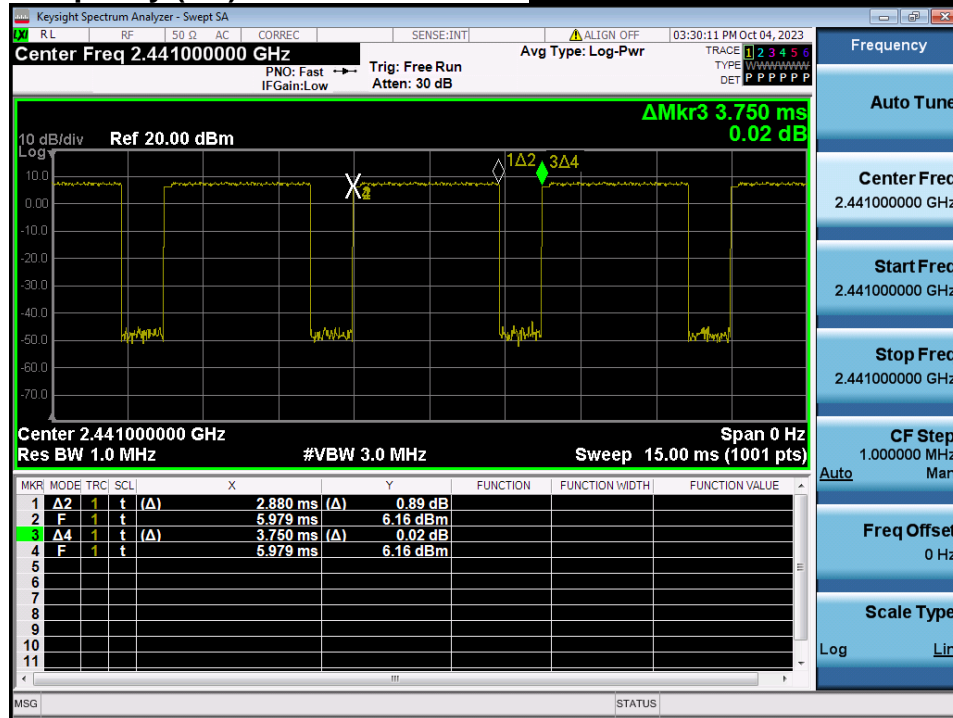 Keysight Spectrum Analyzer - Swept SA
LXI RL RF 50 Ω AC CORREC SENSE:INT ALIGN OFF 03:30:11 PM Oct 04, 2023
Center Freq 2.441000000 GHz
PNO: Fast
IFGain:Low
Trig: Free Run
Atten: 30 dB
Avg Type: Log-Pwr
TRACE 1 2 3 4 5 6
TYPE WWWWWW
DET P P P P P P
ΔMkr3 3.750 ms
0.02 dB
10 dB/div Ref 20.00 dBm
Log
10.0
0.00
-10.0
-20.0
-30.0
-40.0
-50.0
-60.0
-70.0
1Δ2
3Δ4
Center 2.441000000 GHz Span 0 Hz
Res BW 1.0 MHz #VBW 3.0 MHz Sweep 15.00 ms (1001 pts)
MKR MODE TRC SCL X Y FUNCTION FUNCTION WIDTH FUNCTION VALUE
1 Δ2 1 t (Δ) 2.880 ms (Δ) 0.89 dB
2 F 1 t 5.979 ms 6.16 dBm
3 Δ4 1 t (Δ) 3.750 ms (Δ) 0.02 dB
4 F 1 t 5.979 ms 6.16 dBm
5
6
7
8
9
10
11
MSG STATUS
Frequency
Auto Tune
Center Freq
2.441000000 GHz
Start Freq
2.441000000 GHz
Stop Freq
2.441000000 GHz
CF Step
1.000000 MHz
Auto Man
Freq Offset
0 Hz
Scale Type
Log Lin